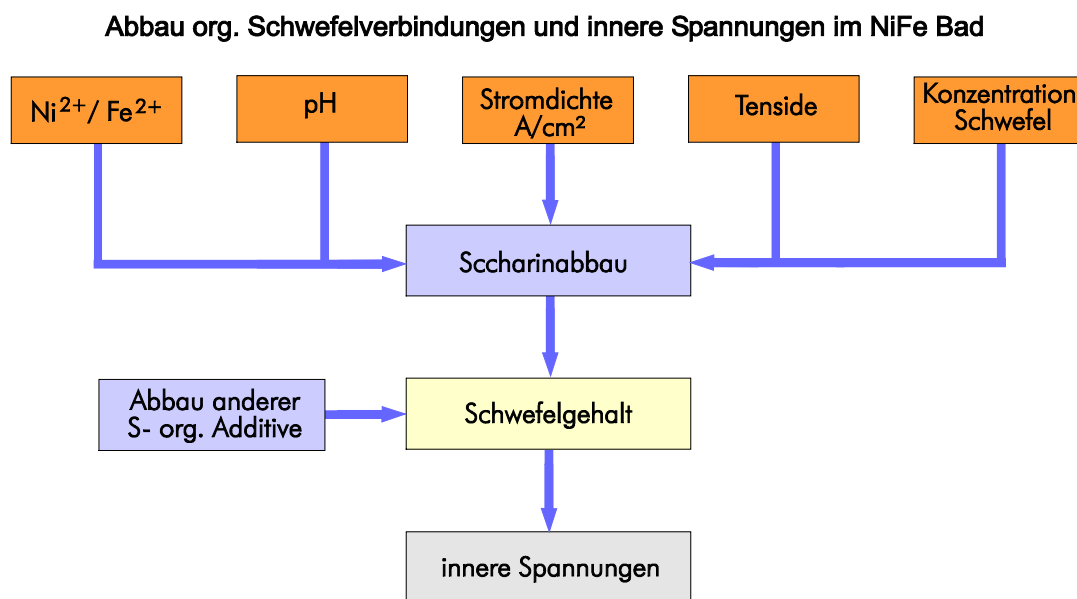 Abbau org. Schwefelverbindungen und innere Spannungen im NiFe Bad
Ni²⁺/ Fe²⁺
pH
Stromdichte
A/cm²
Tenside
Konzentration
Schwefel
Sccharinabbau
Abbau anderer
S- org. Additive
Schwefelgehalt
innere Spannungen